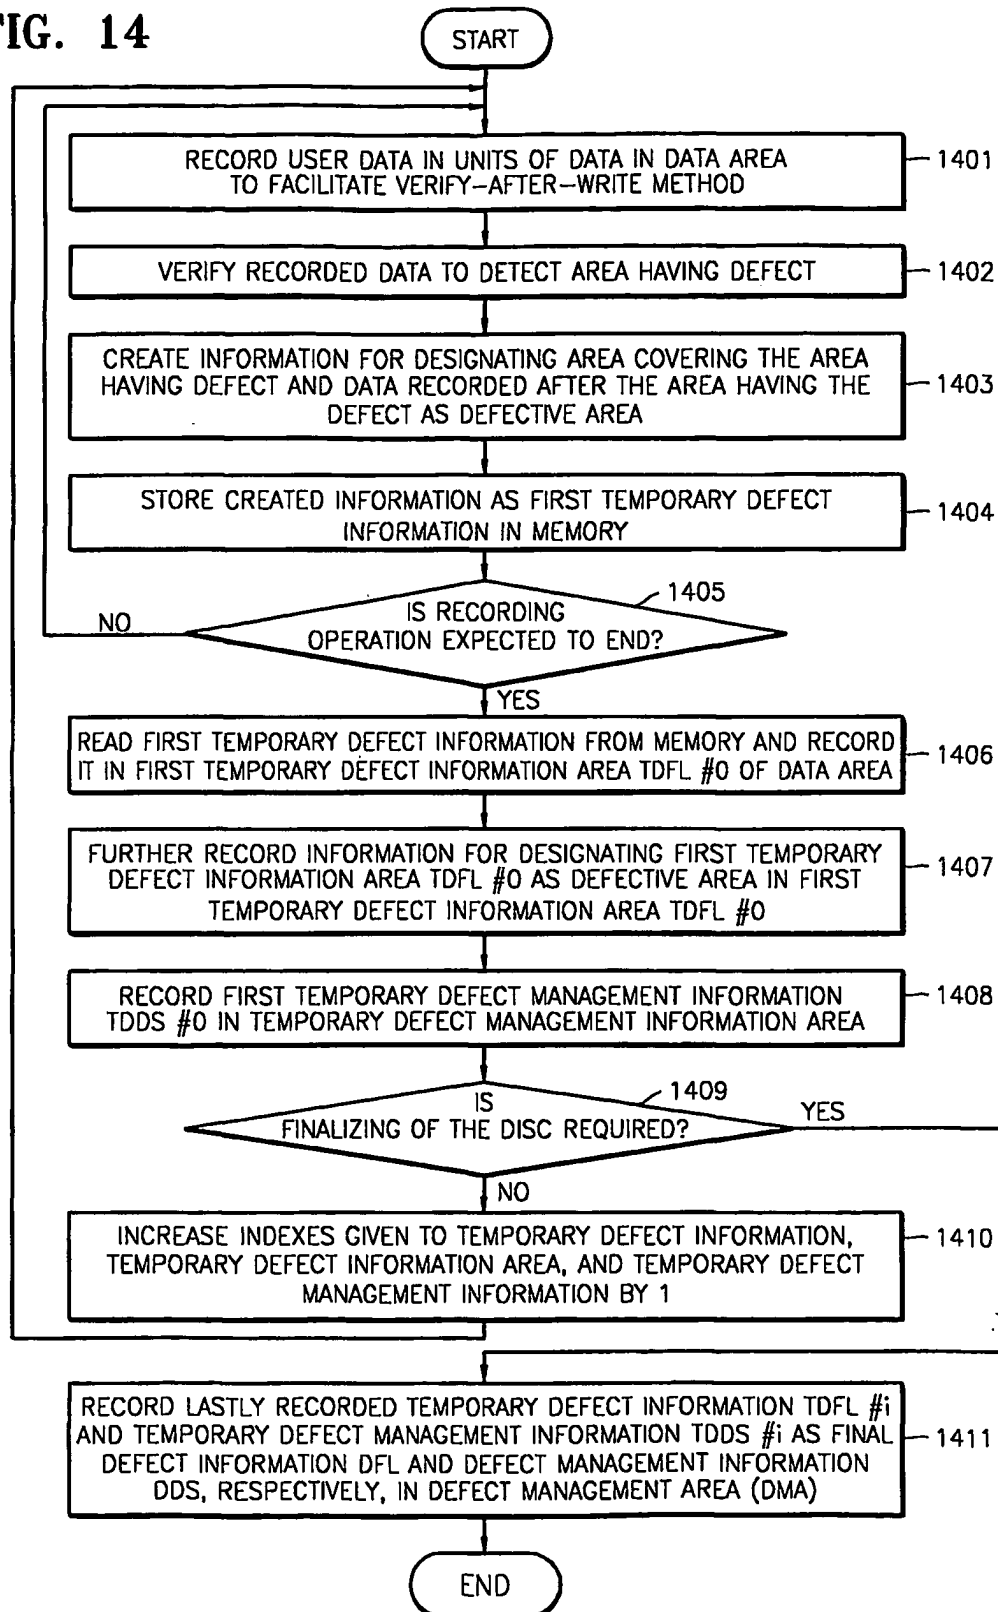 FIG. 14
START
RECORD USER DATA IN UNITS OF DATA IN DATA AREA
TO FACILITATE VERIFY-AFTER-WRITE METHOD
1401
VERIFY RECORDED DATA TO DETECT AREA HAVING DEFECT
1402
CREATE INFORMATION FOR DESIGNATING AREA COVERING THE AREA
HAVING DEFECT AND DATA RECORDED AFTER THE AREA HAVING THE
DEFECT AS DEFECTIVE AREA
1403
STORE CREATED INFORMATION AS FIRST TEMPORARY DEFECT
INFORMATION IN MEMORY
1404
1405
IS RECORDING
OPERATION EXPECTED TO END?
NO
YES
READ FIRST TEMPORARY DEFECT INFORMATION FROM MEMORY AND RECORD
IT IN FIRST TEMPORARY DEFECT INFORMATION AREA TDFL #0 OF DATA AREA
1406
FURTHER RECORD INFORMATION FOR DESIGNATING FIRST TEMPORARY
DEFECT INFORMATION AREA TDFL #0 AS DEFECTIVE AREA IN FIRST
TEMPORARY DEFECT INFORMATION AREA TDFL #0
1407
RECORD FIRST TEMPORARY DEFECT MANAGEMENT INFORMATION
TDDS #0 IN TEMPORARY DEFECT MANAGEMENT INFORMATION AREA
1408
1409
IS
FINALIZING OF THE DISC REQUIRED?
YES
NO
INCREASE INDEXES GIVEN TO TEMPORARY DEFECT INFORMATION,
TEMPORARY DEFECT INFORMATION AREA, AND TEMPORARY DEFECT
MANAGEMENT INFORMATION BY 1
1410
RECORD LASTLY RECORDED TEMPORARY DEFECT INFORMATION TDFL #i
AND TEMPORARY DEFECT MANAGEMENT INFORMATION TDDS #i AS FINAL
DEFECT INFORMATION DFL AND DEFECT MANAGEMENT INFORMATION
DDS, RESPECTIVELY, IN DEFECT MANAGEMENT AREA (DMA)
1411
END